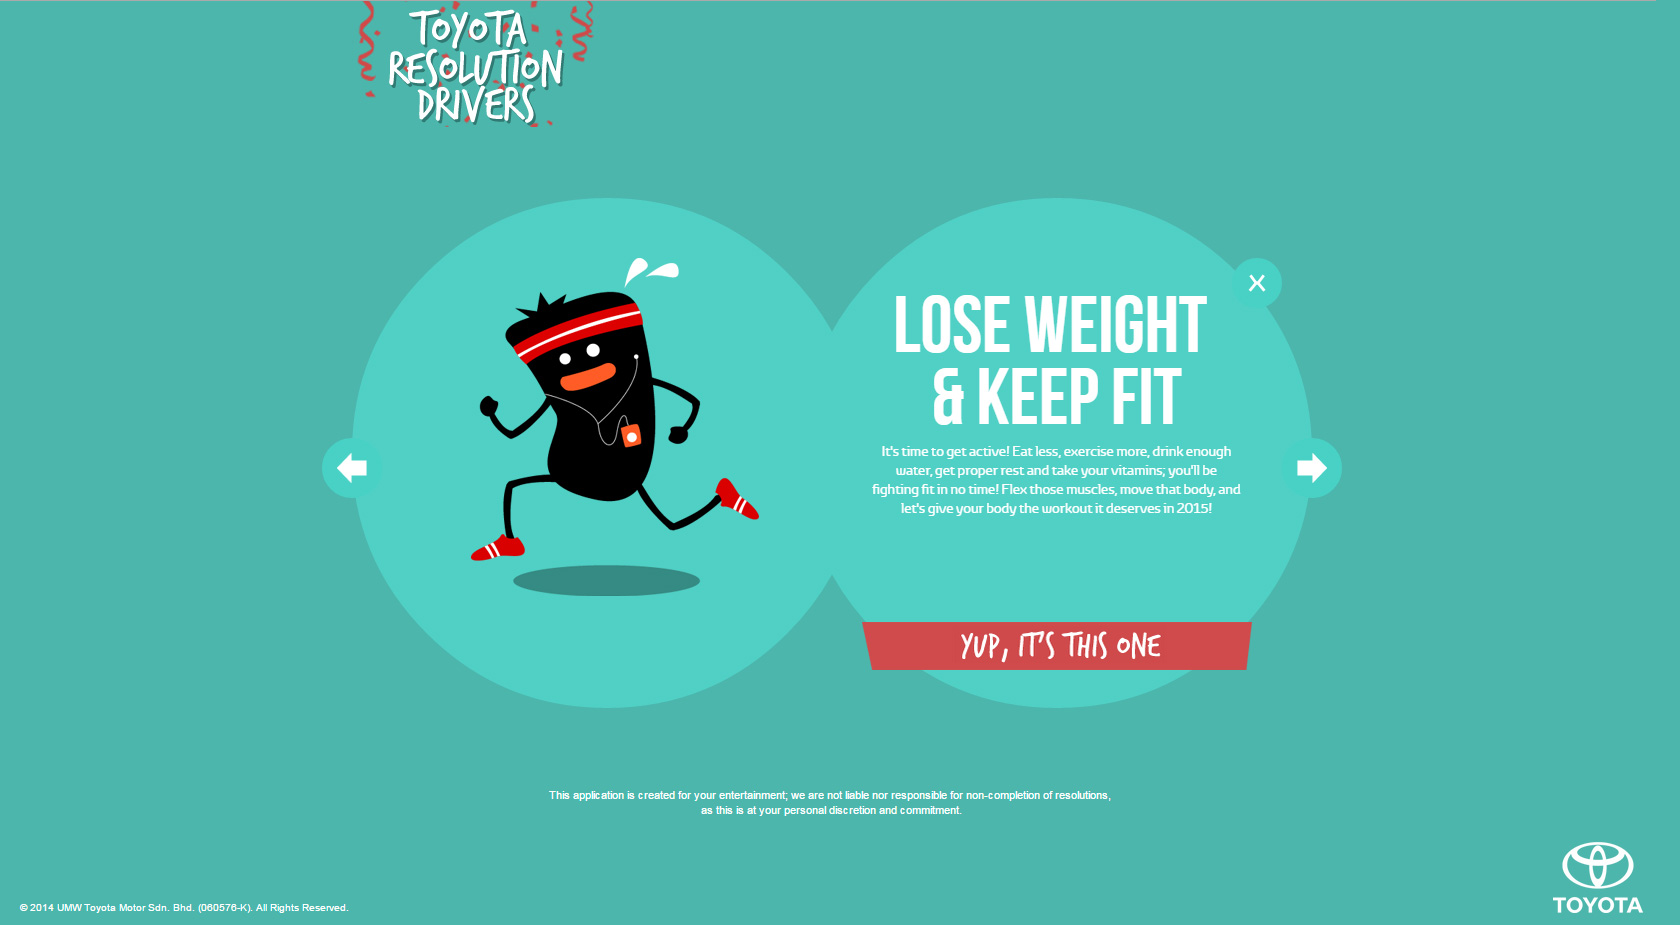 TOYOTA
RESOLUTION
DRIVERS
LOSE WEIGHT
& KEEP FIT
It's time to get active! Eat less, exercise more, drink enough
water, get proper rest and take your vitamins; you'll be
fighting fit in no time! Flex those muscles, move that body, and
let's give your body the workout it deserves in 2015!
YUP, IT'S THIS ONE
This application is created for your entertainment; we are not liable nor responsible for non-completion of resolutions,
as this is at your personal discretion and commitment.
© 2014 UMW Toyota Motor Sdn. Bhd. (060576-K). All Rights Reserved.
TOYOTA